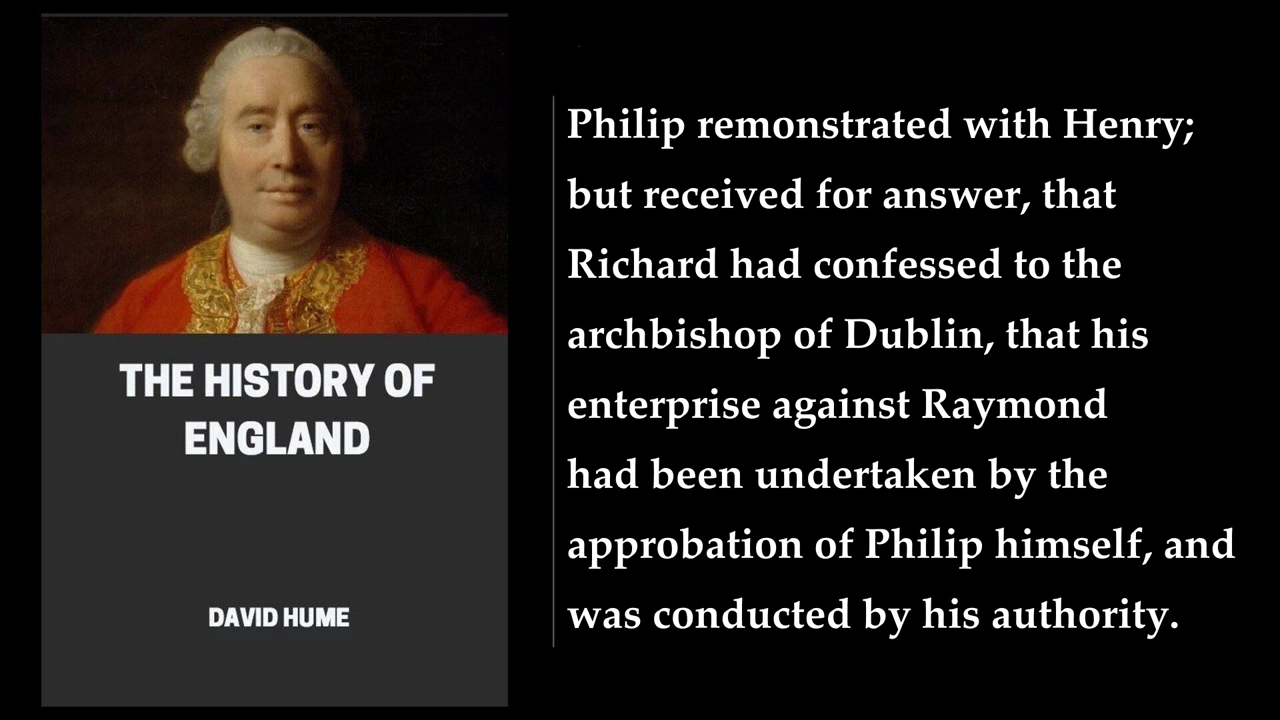 THE HISTORY OF
ENGLAND
DAVID HUME
Philip remonstrated with Henry;
but received for answer, that
Richard had confessed to the
archbishop of Dublin, that his
enterprise against Raymond
had been undertaken by the
approbation of Philip himself, and
was conducted by his authority.